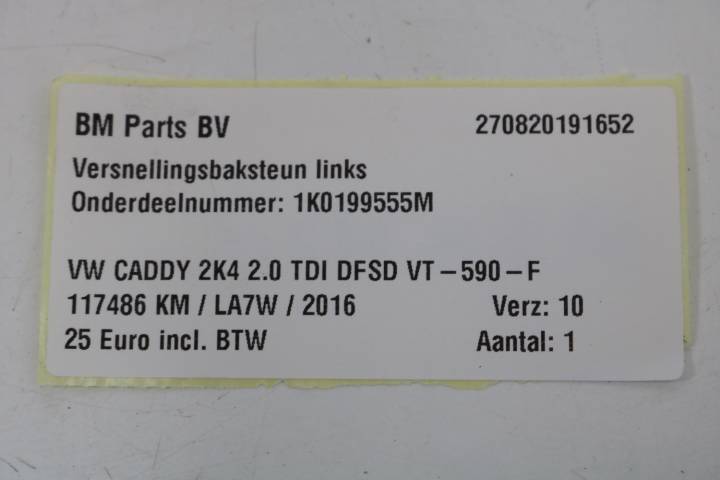 BM Parts BV 270820191652
Versnellingsbaksteun links
Onderdeelnummer: 1K0199555M
VW CADDY 2K4 2.0 TDI DFSD VT-590-F
117486 KM / LA7W / 2016 Verz: 10
25 Euro incl. BTW Aantal: 1